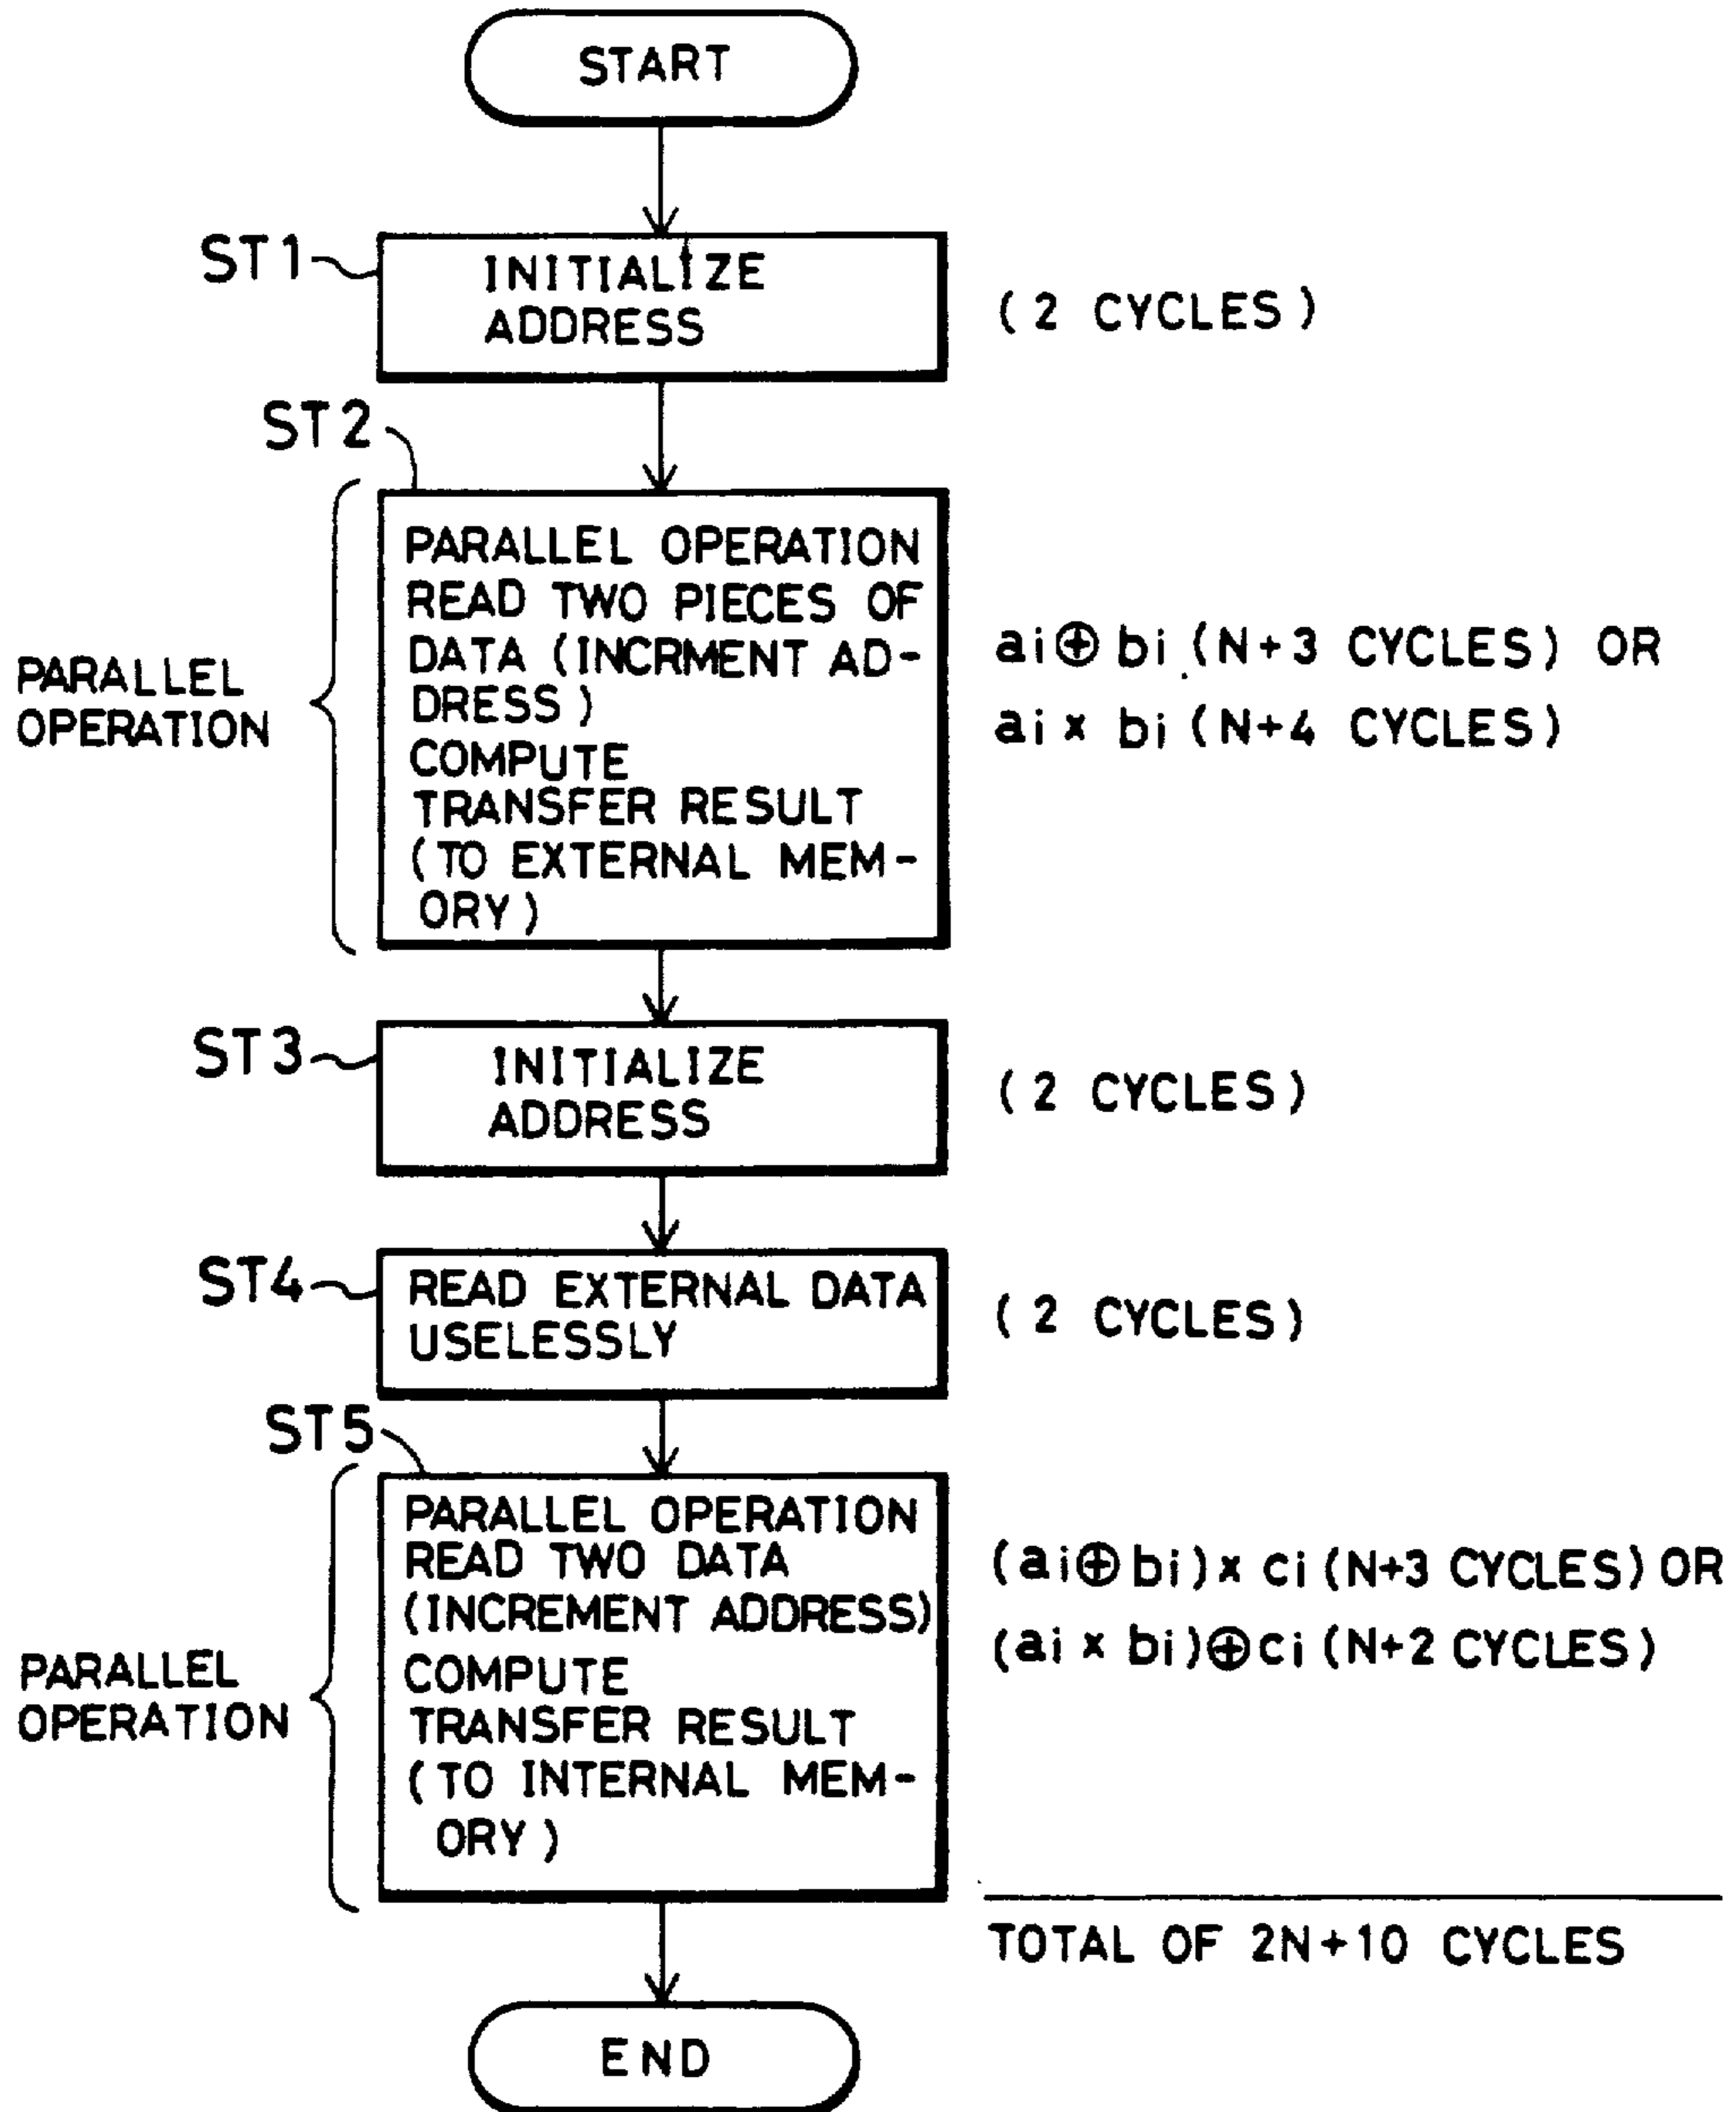 START
ST1
INITIALIZE
ADDRESS
( 2 CYCLES )
ST2
PARALLEL
OPERATION
PARALLEL OPERATION
READ TWO PIECES OF
DATA (INCRMENT AD-
DRESS )
COMPUTE
TRANSFER RESULT
( TO EXTERNAL MEM-
ORY )
ai⊕ bi (N+3 CYCLES) OR
ai x bi (N+4 CYCLES)
ST3
INITIALIZE
ADDRESS
( 2 CYCLES )
ST4
READ EXTERNAL DATA
USELESSLY
( 2 CYCLES )
ST5
PARALLEL
OPERATION
PARALLEL OPERATION
READ TWO DATA
(INCREMENT ADDRESS)
COMPUTE
TRANSFER RESULT
( TO INTERNAL MEM-
ORY )
(ai⊕bi)x ci (N+3 CYCLES) OR
(ai x bi)⊕ci (N+2 CYCLES)
TOTAL OF 2N+10 CYCLES
END